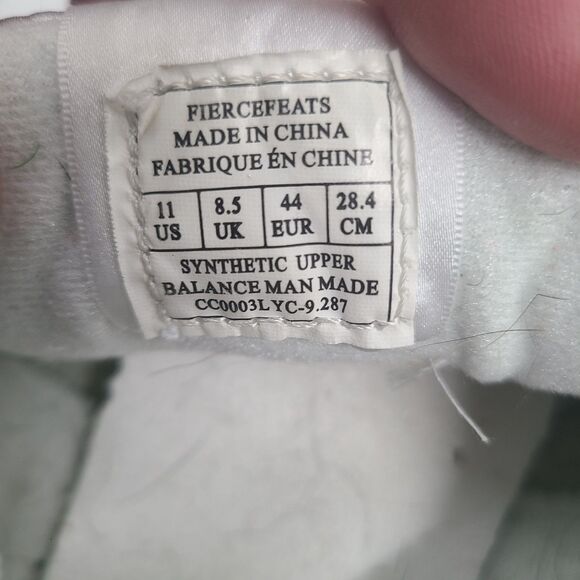 FIERCEFEATS
MADE IN CHINA
FABRIQUE ÉN CHINE
11 8.5 44 28.4
US UK EUR CM
SYNTHETIC UPPER
BALANCE MAN MADE
CC0003LYC-9.287